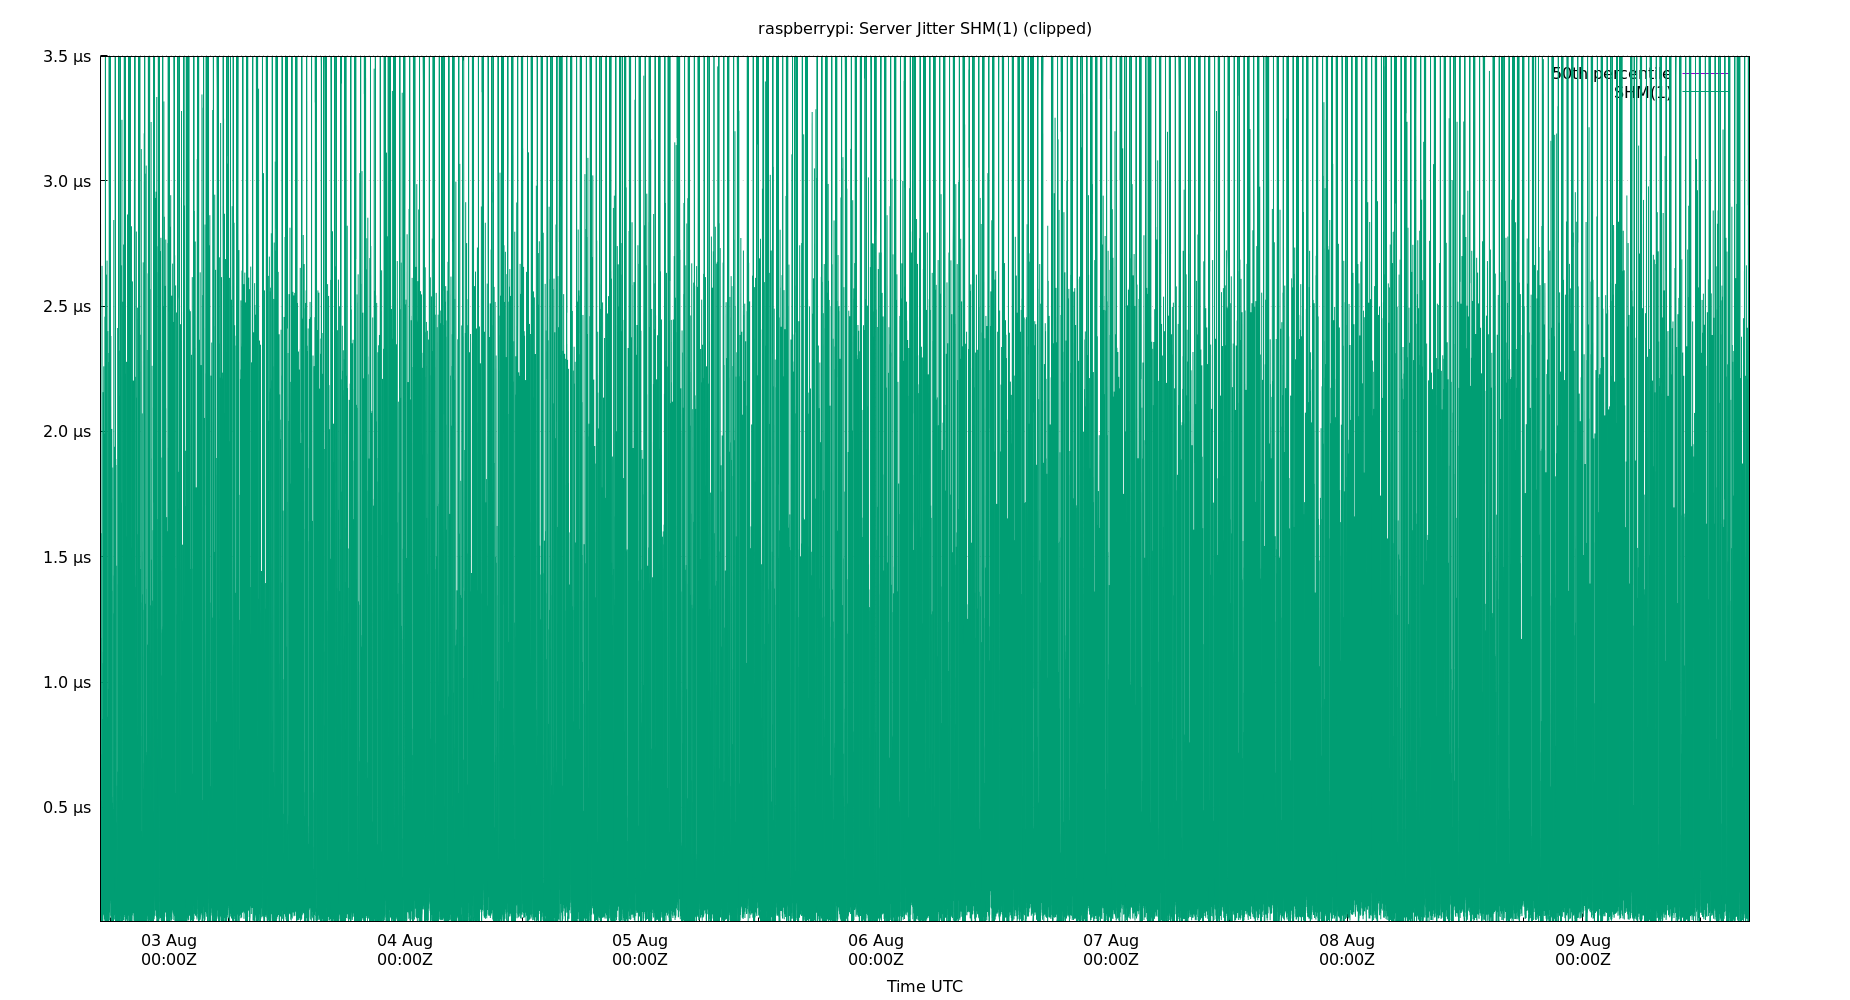 raspberrypi: Server Jitter SHM(1) (clipped)
3.5 μs
50th percentile
SHM(1)
3.0 μs
2.5 μs
2.0 μs
1.5 μs
1.0 μs
0.5 μs
03 Aug 04 Aug 05 Aug 06 Aug 07 Aug 08 Aug 09 Aug
00:00Z 00:00Z 00:00Z 00:00Z 00:00Z 00:00Z 00:00Z
Time UTC